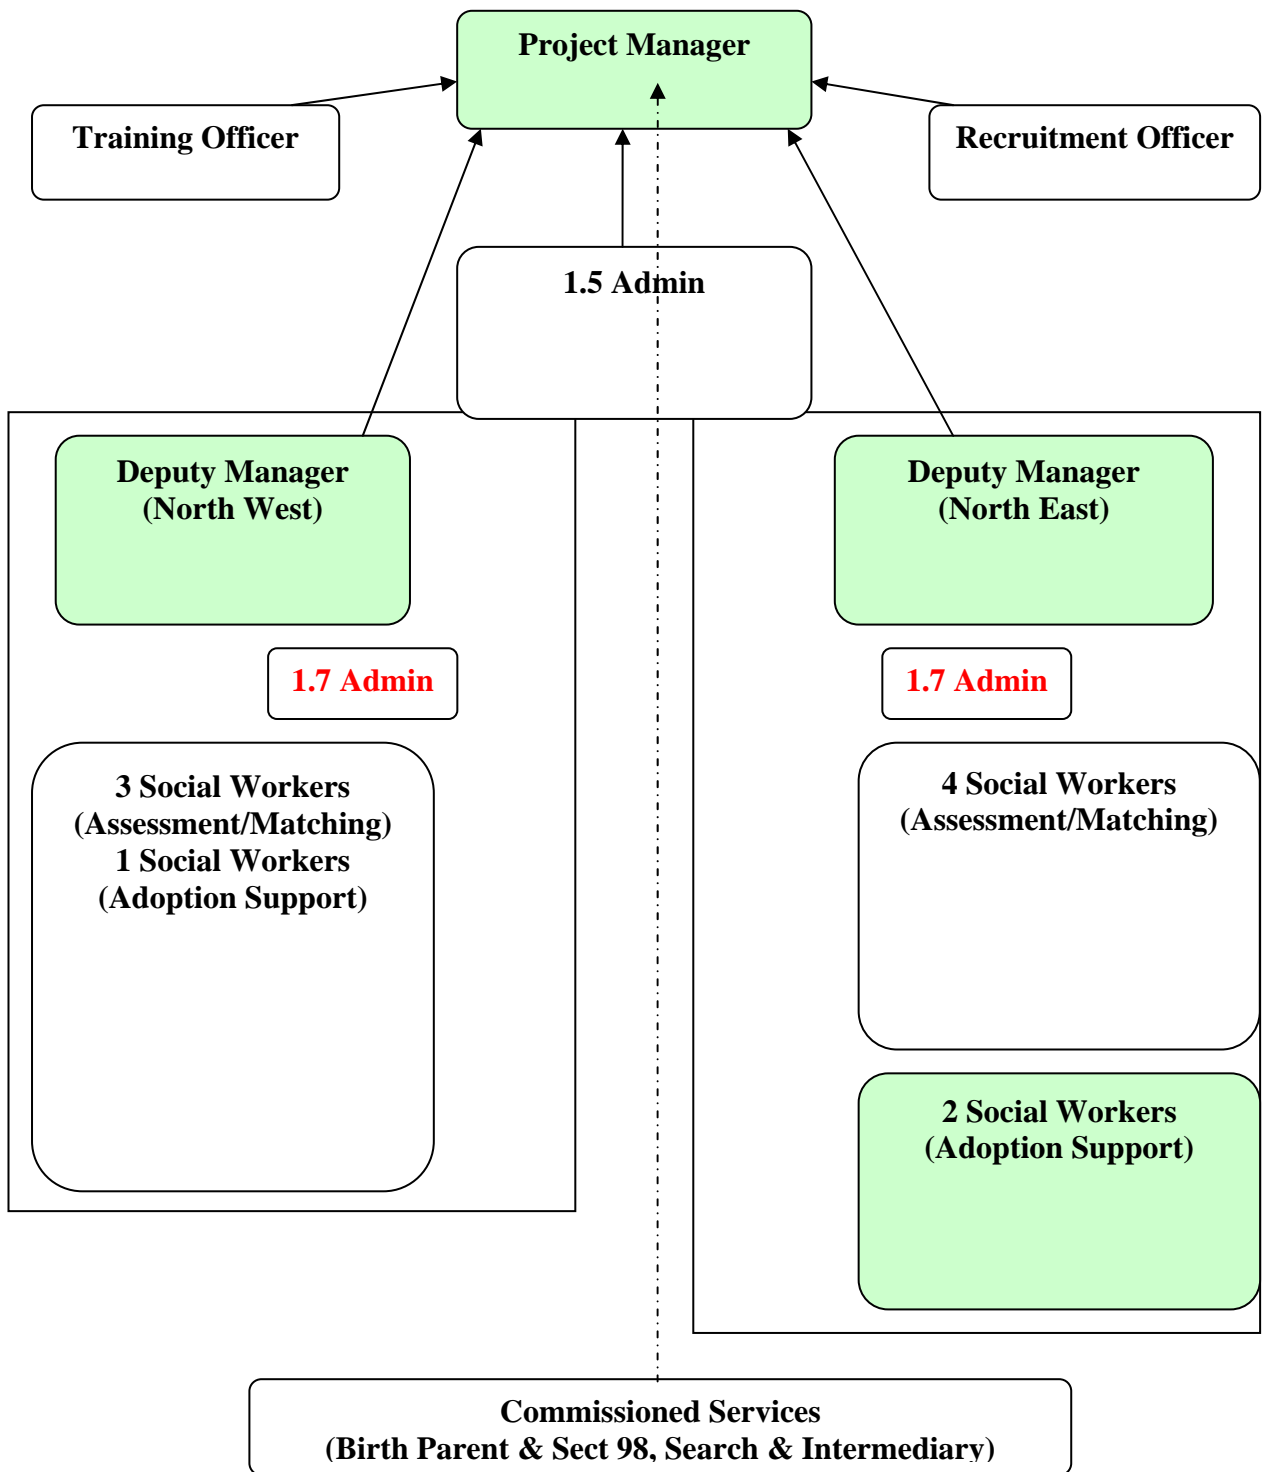 Project Manager
Training Officer
Recruitment Officer
1.5 Admin
Deputy Manager
(North West)
Deputy Manager
(North East)
1.7 Admin
1.7 Admin
3 Social Workers
(Assessment/Matching)
1 Social Workers
(Adoption Support)
4 Social Workers
(Assessment/Matching)
2 Social Workers
(Adoption Support)
Commissioned Services
(Birth Parent & Sect 98, Search & Intermediary)